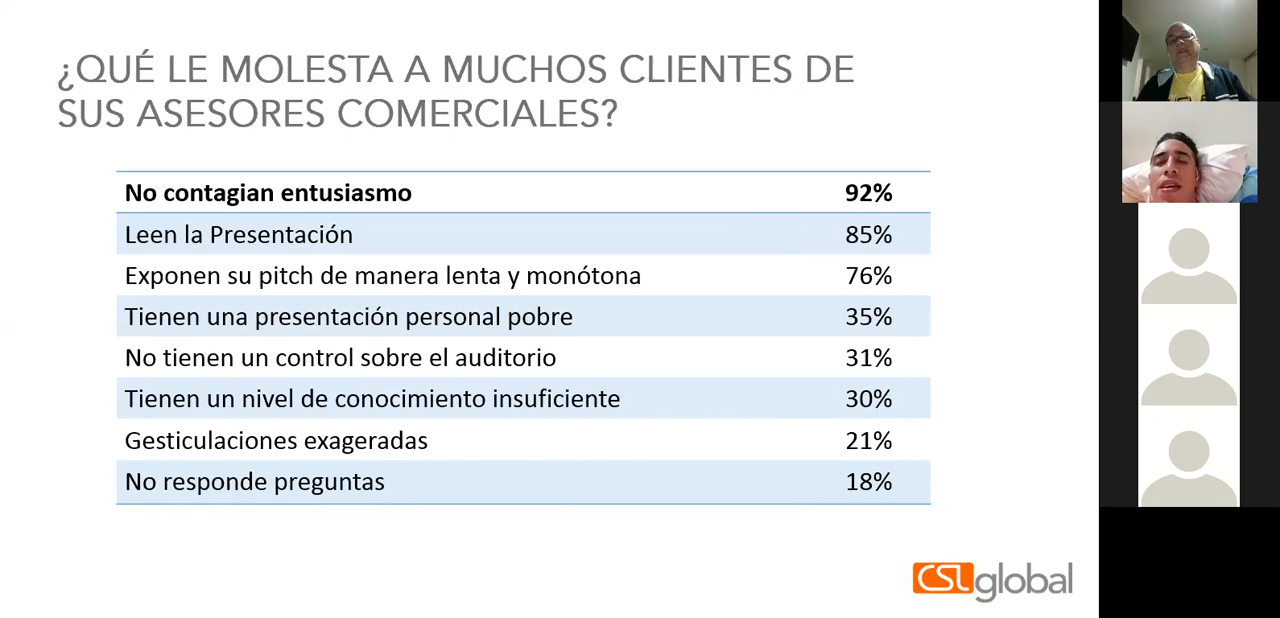 ¿QUÉ LE MOLESTA A MUCHOS CLIENTES DE
SUS ASESORES COMERCIALES?
No contagian entusiasmo 92%
Leen la Presentación 85%
Exponen su pitch de manera lenta y monótona 76%
Tienen una presentación personal pobre 35%
No tienen un control sobre el auditorio 31%
Tienen un nivel de conocimiento insuficiente 30%
Gesticulaciones exageradas 21%
No responde preguntas 18%
CSLglobal